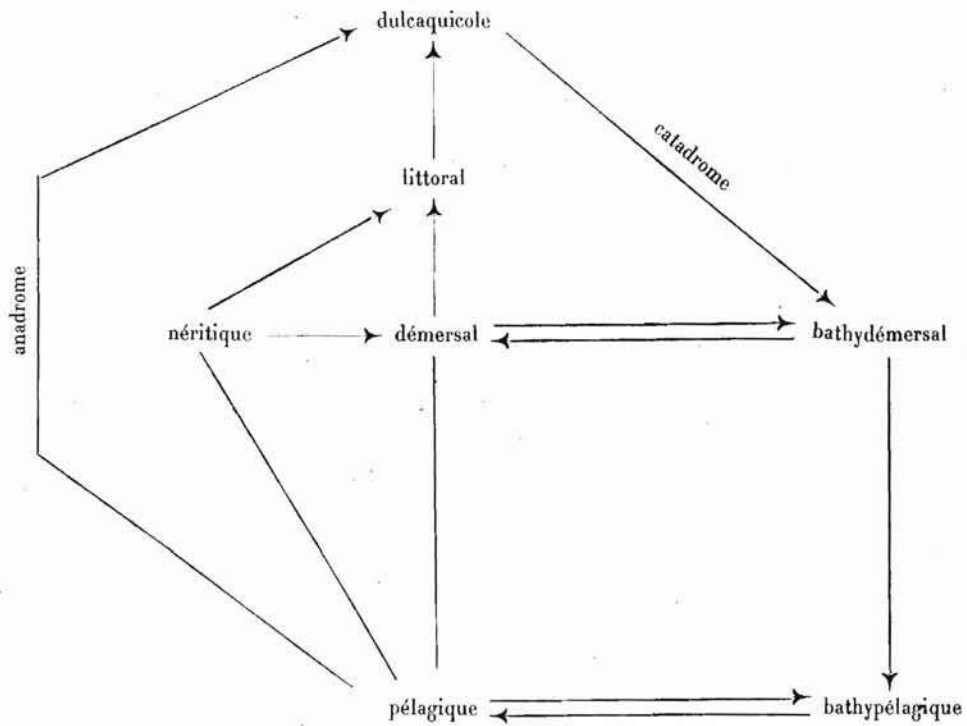 dulcaquicole
catadrome
littoral
anadrome
néritique
démersal
bathydémersal
pélagique
bathypélagique